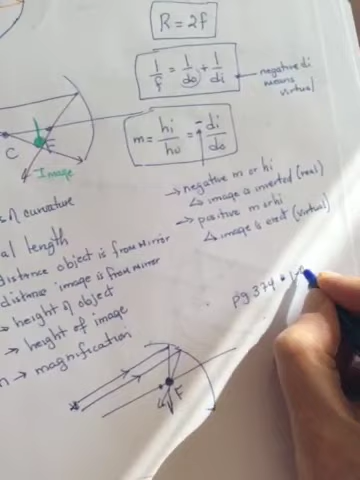 R = 2f
1/f = 1/do + 1/di
negative di
means
virtual
m = hi/ho = -di/do
C
F
Image
of curvature
→ negative m or hi
↳ image is inverted (real)
→ positive m or hi
↳ image is erect (virtual)
al length
distance object is from Mirror
distance image is from Mirror
→ height of object
→ height of image
→ magnification
pg 374 •
F